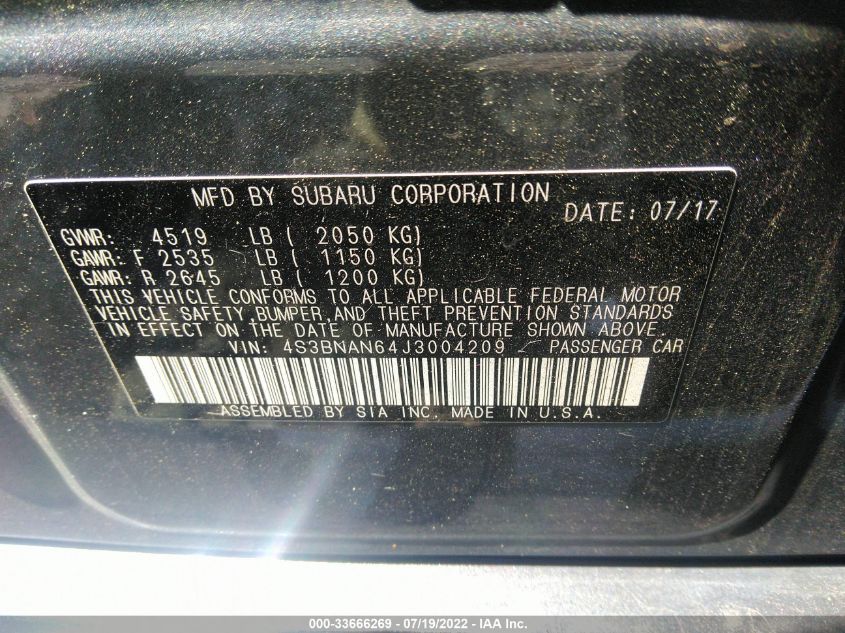 MFD BY SUBARU CORPORATION DATE: 07/17
GVWR: 4519 LB ( 2050 KG)
GAWR: F 2535 LB ( 1150 KG)
GAWR: R 2645 LB ( 1200 KG)
THIS VEHICLE CONFORMS TO ALL APPLICABLE FEDERAL MOTOR
VEHICLE SAFETY, BUMPER, AND THEFT PREVENTION STANDARDS
IN EFFECT ON THE DATE OF MANUFACTURE SHOWN ABOVE.
VIN: 4S3BNAN64J3004209 PASSENGER CAR
ASSEMBLED BY SIA INC. MADE IN U.S.A.
000-33666269 - 07/19/2022 - IAA Inc.